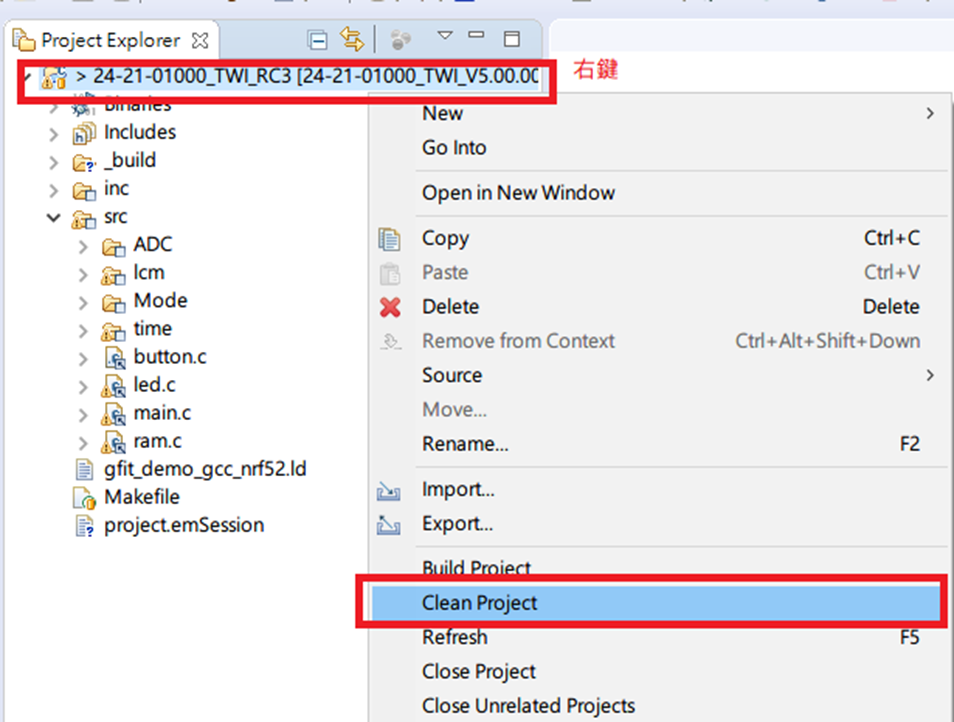 Project Explorer
> 24-21-01000_TWI_RC3 [24-21-01000_TWI_V5.00.00
右鍵
Binaries
Includes
_build
inc
src
ADC
lcm
Mode
time
button.c
led.c
main.c
ram.c
gfit_demo_gcc_nrf52.ld
Makefile
project.emSession
New
Go Into
Open in New Window
Copy Ctrl+C
Paste Ctrl+V
Delete Delete
Remove from Context Ctrl+Alt+Shift+Down
Source
Move...
Rename... F2
Import...
Export...
Build Project
Clean Project
Refresh F5
Close Project
Close Unrelated Projects